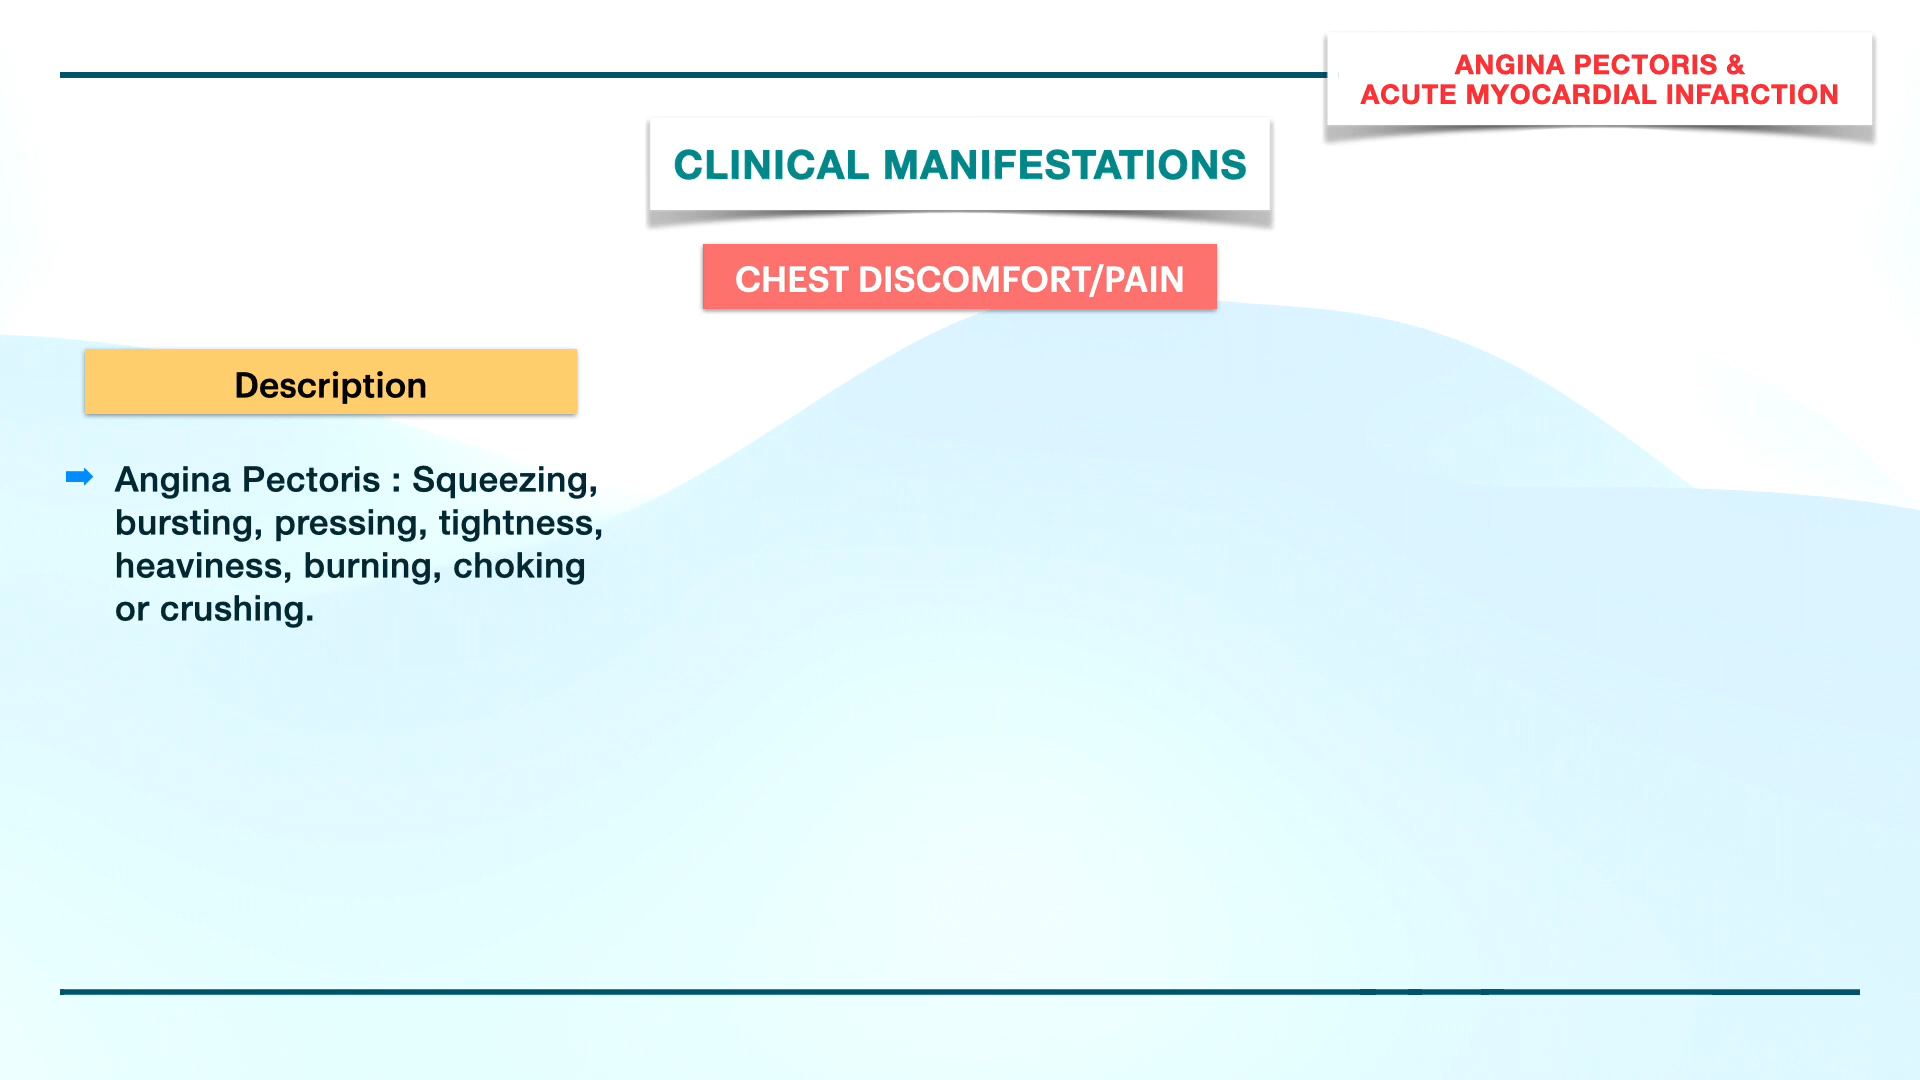 ANGINA PECTORIS &
ACUTE MYOCARDIAL INFARCTION
CLINICAL MANIFESTATIONS
CHEST DISCOMFORT/PAIN
Description
Angina Pectoris : Squeezing,
bursting, pressing, tightness,
heaviness, burning, choking
or crushing.